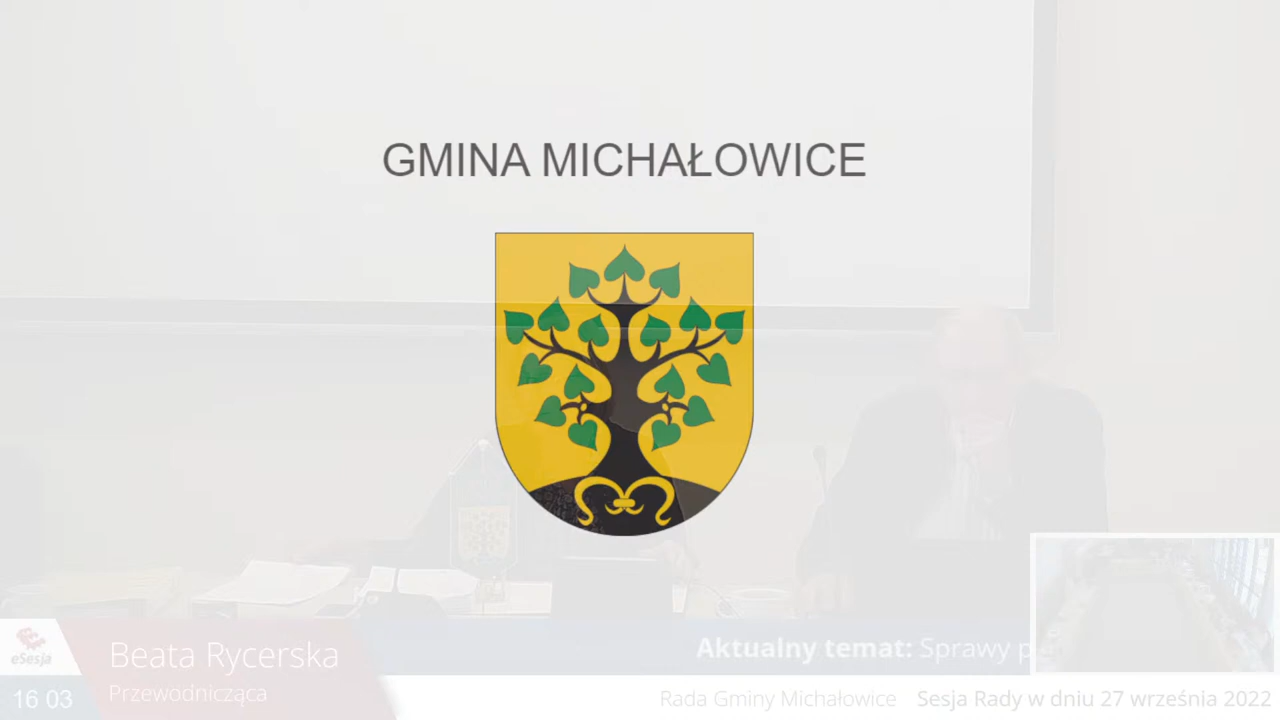 GMINA MICHAŁOWICE
eSesja
Beata Rycerska
Przewodnicząca
16 03
Aktualny temat: Sprawy p
Rada Gminy Michałowice Sesja Rady w dniu 27 września 2022